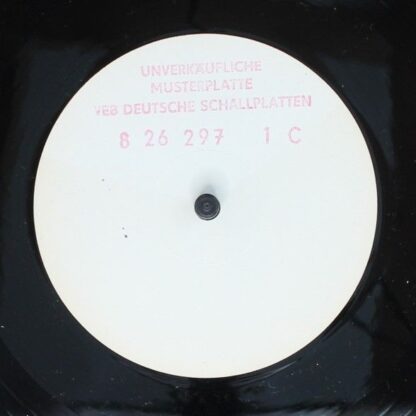 UNVERKÄUFLICHE
MUSTERPLATTE
VEB DEUTSCHE SCHALLPLATTEN
8 26 297 1 C